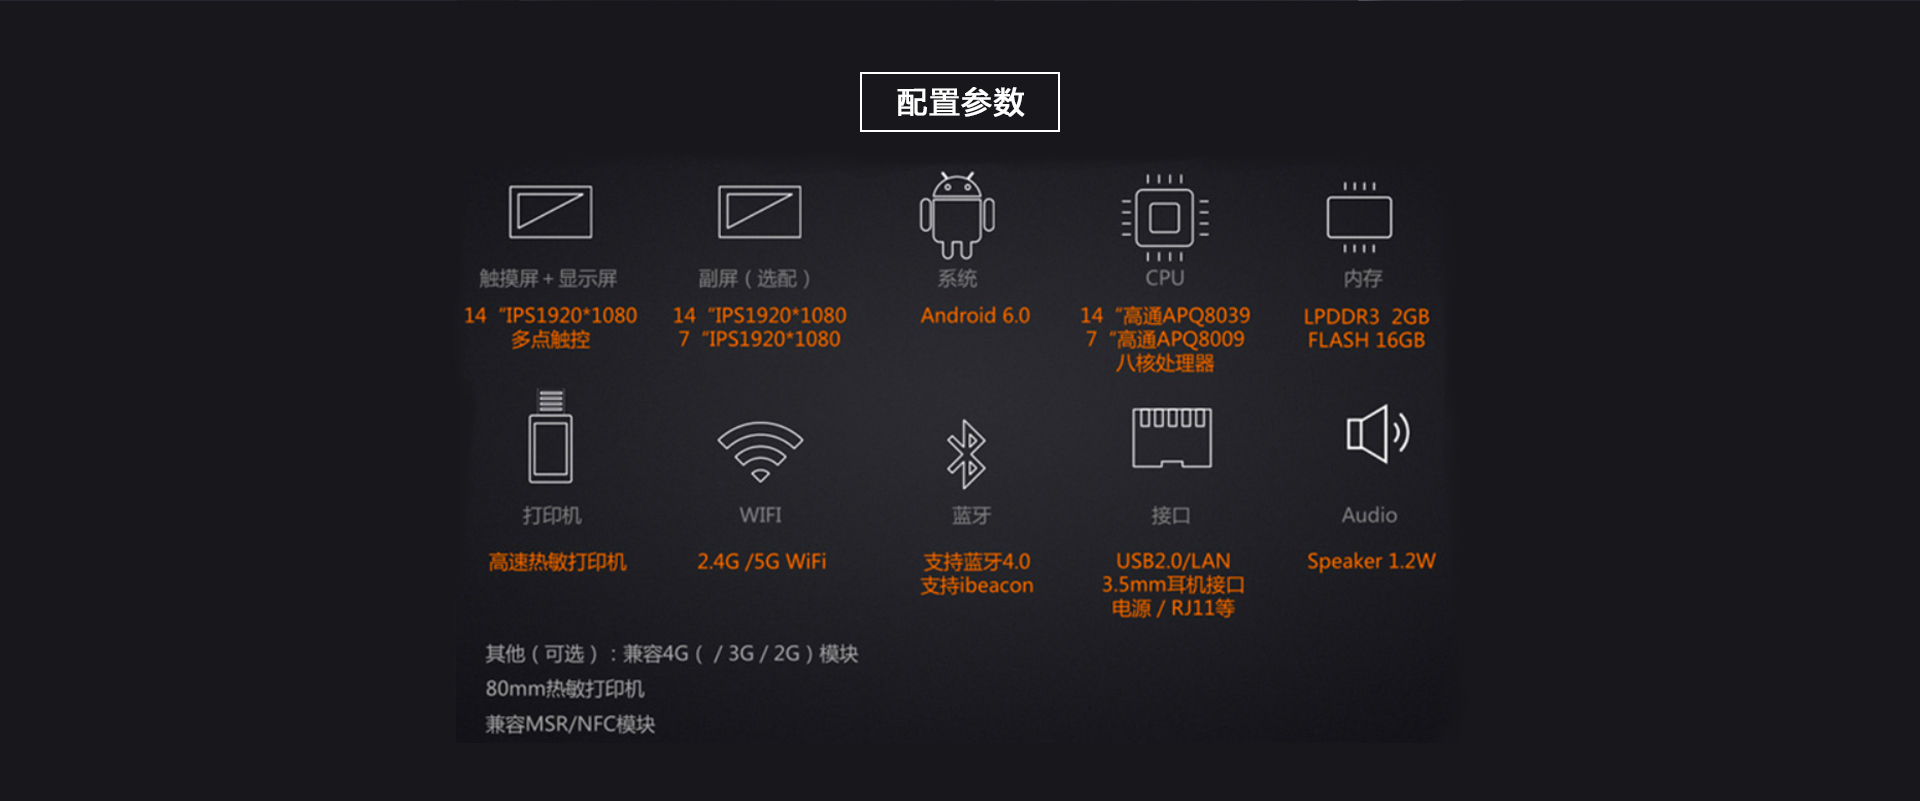 配置参数
触摸屏+显示屏
14 “IPS1920*1080
多点触控
副屏(选配)
14 “IPS1920*1080
7 “IPS1920*1080
系统
Android 6.0
CPU
14 “高通APQ8039
7 “高通APQ8009
八核处理器
内存
LPDDR3 2GB
FLASH 16GB
打印机
高速热敏打印机
WIFI
2.4G /5G WiFi
蓝牙
支持蓝牙4.0
支持ibeacon
接口
USB2.0/LAN
3.5mm耳机接口
电源 / RJ11等
Audio
Speaker 1.2W
其他(可选):兼容4G( / 3G / 2G)模块
80mm热敏打印机
兼容MSR/NFC模块